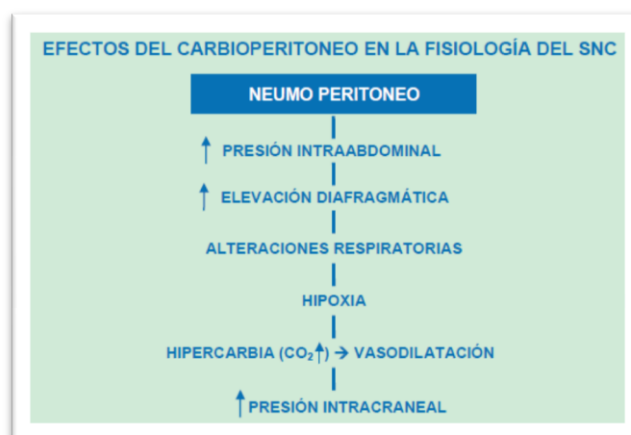 EFECTOS DEL CARBIOPERITONEO EN LA FISIOLOGÍA DEL SNC
NEUMO PERITONEO
↑ PRESIÓN INTRAABDOMINAL
↑ ELEVACIÓN DIAFRAGMÁTICA
ALTERACIONES RESPIRATORIAS
HIPOXIA
HIPERCARBIA (CO₂↑) → VASODILATACIÓN
↑ PRESIÓN INTRACRANEAL